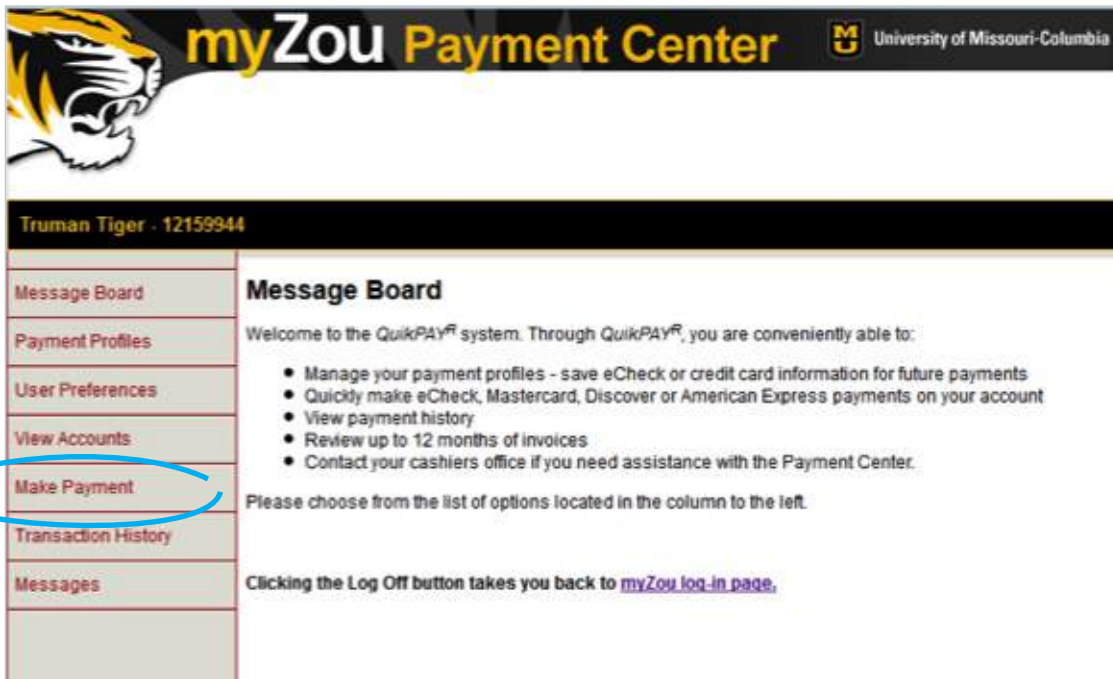 myZou Payment Center
University of Missouri-Columbia
Truman Tiger - 12159944
Message Board
Payment Profiles
User Preferences
View Accounts
Make Payment
Transaction History
Messages
Message Board
Welcome to the QuikPAY® system. Through QuikPAY®, you are conveniently able to:
• Manage your payment profiles - save eCheck or credit card information for future payments
• Quickly make eCheck, Mastercard, Discover or American Express payments on your account
• View payment history
• Review up to 12 months of invoices
• Contact your cashiers office if you need assistance with the Payment Center.
Please choose from the list of options located in the column to the left.
Clicking the Log Off button takes you back to myZou log-in page.